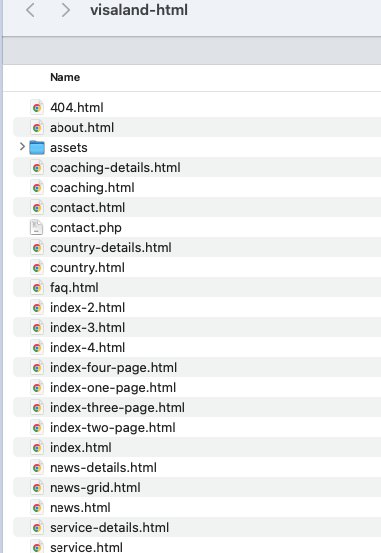 visaland-html
Name
404.html
about.html
assets
coaching-details.html
coaching.html
contact.html
contact.php
country-details.html
country.html
faq.html
index-2.html
index-3.html
index-4.html
index-four-page.html
index-one-page.html
index-three-page.html
index-two-page.html
index.html
news-details.html
news-grid.html
news.html
service-details.html
service.html